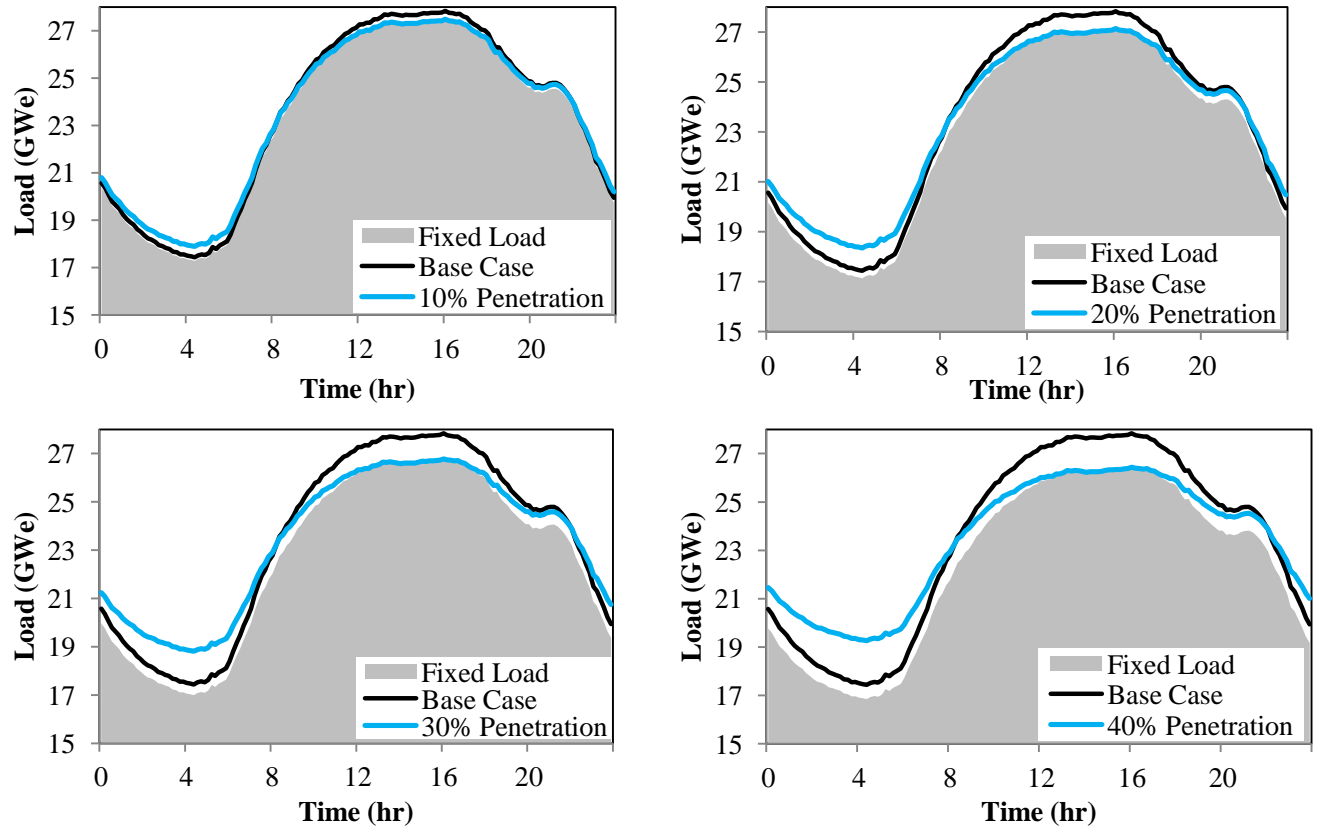 Load (GWe)
27
25
23
21
19
17
15
Fixed Load
Base Case
10% Penetration
0 4 8 12 16 20
Time (hr)
Load (GWe)
27
25
23
21
19
17
15
Fixed Load
Base Case
20% Penetration
0 4 8 12 16 20
Time (hr)
Load (GWe)
27
25
23
21
19
17
15
Fixed Load
Base Case
30% Penetration
0 4 8 12 16 20
Time (hr)
Load (GWe)
27
25
23
21
19
17
15
Fixed Load
Base Case
40% Penetration
0 4 8 12 16 20
Time (hr)